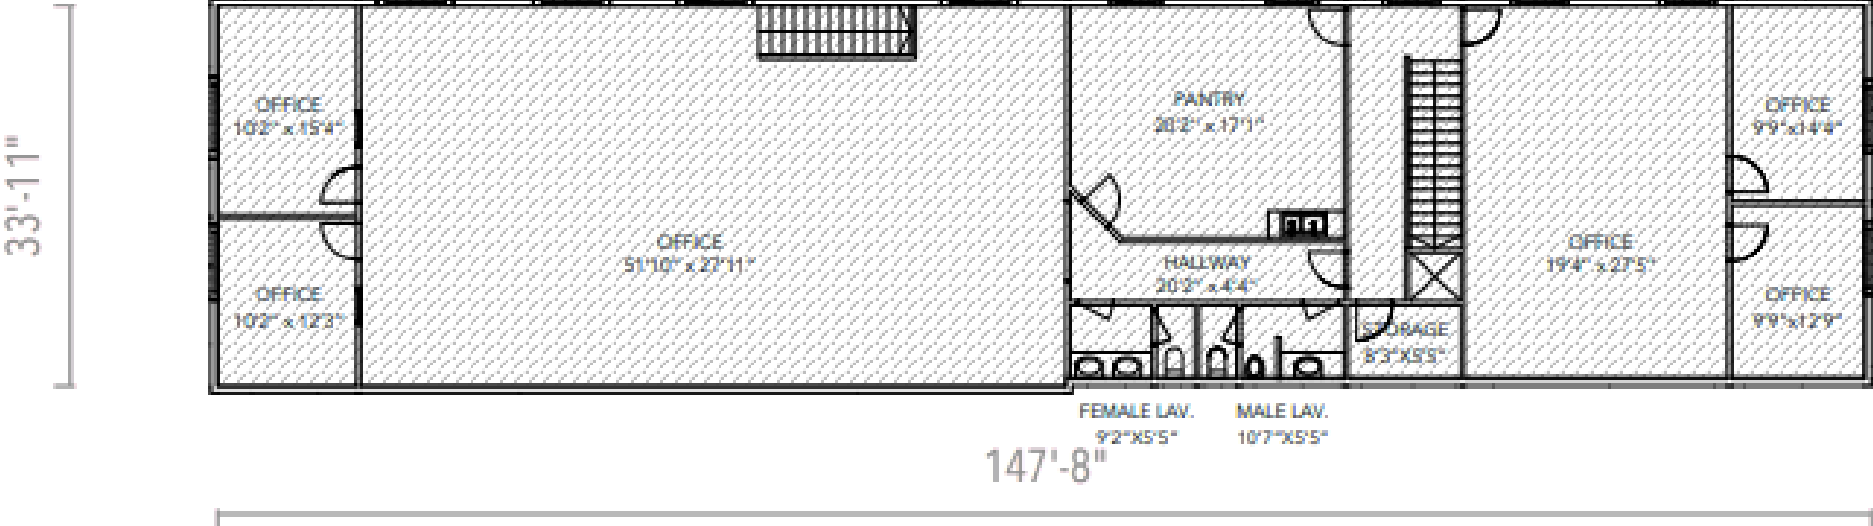 33'-11"
OFFICE
10'2" x 15'4"
OFFICE
10'2" x 12'3"
OFFICE
51'10" x 27'11"
PANTRY
20'2" x 17'1"
HALLWAY
20'2" x 4'4"
STORAGE
8'3"X5'5"
FEMALE LAV.
9'2"X5'5"
MALE LAV.
10'7"X5'5"
OFFICE
19'4" x 27'5"
OFFICE
9'9"x14'4"
OFFICE
9'9"x12'9"
147'-8"